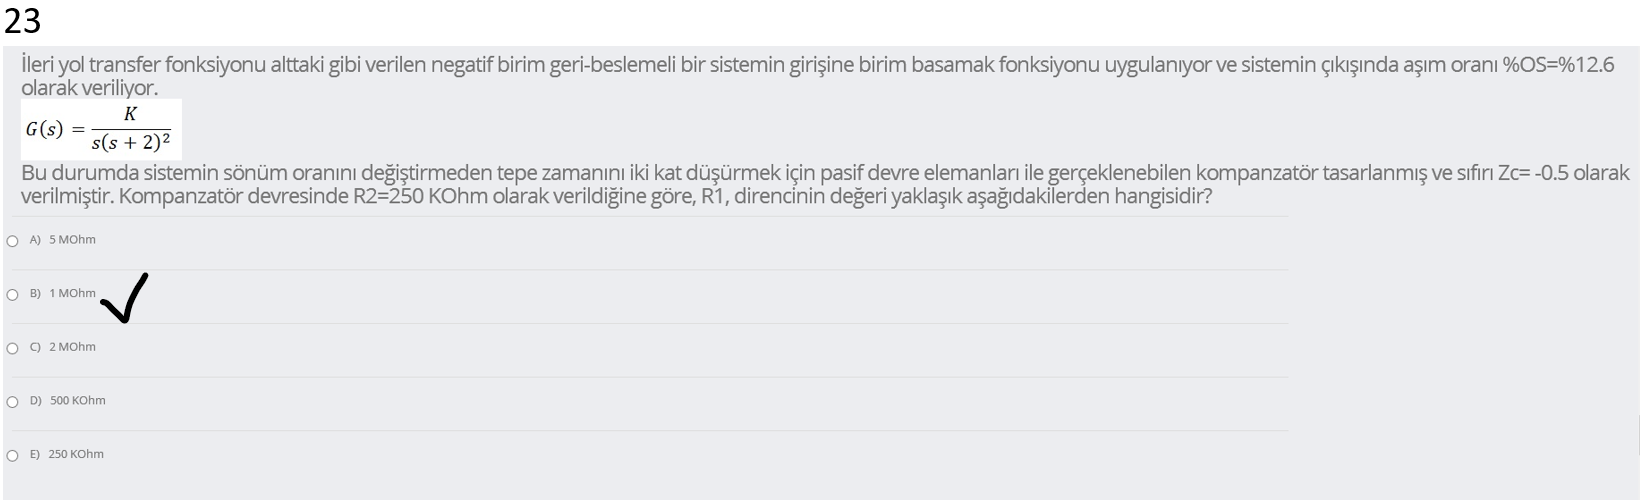 23
İleri yol transfer fonksiyonu alttaki gibi verilen negatif birim geri-beslemeli bir sistemin girişine birim basamak fonksiyonu uygulanıyor ve sistemin çıkışında aşım oranı %OS=%12.6
olarak veriliyor.
G(s) = K / s(s + 2)²
Bu durumda sistemin sönüm oranını değiştirmeden tepe zamanını iki kat düşürmek için pasif devre elemanları ile gerçeklenebilen kompanzatör tasarlanmış ve sıfırı Zc= -0.5 olarak
verilmiştir. Kompanzatör devresinde R2=250 KOhm olarak verildiğine göre, R1, direncinin değeri yaklaşık aşağıdakilerden hangisidir?
A) 5 MOhm
B) 1 MOhm
C) 2 MOhm
D) 500 KOhm
E) 250 KOhm